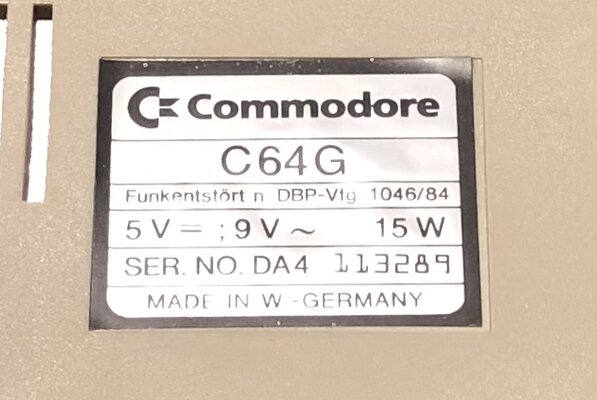 Commodore
C64G
Funkentstört n DBP-Vfg 1046/84
5 V = ; 9 V ~ 15 W
SER. NO. DA4 113289
MADE IN W-GERMANY